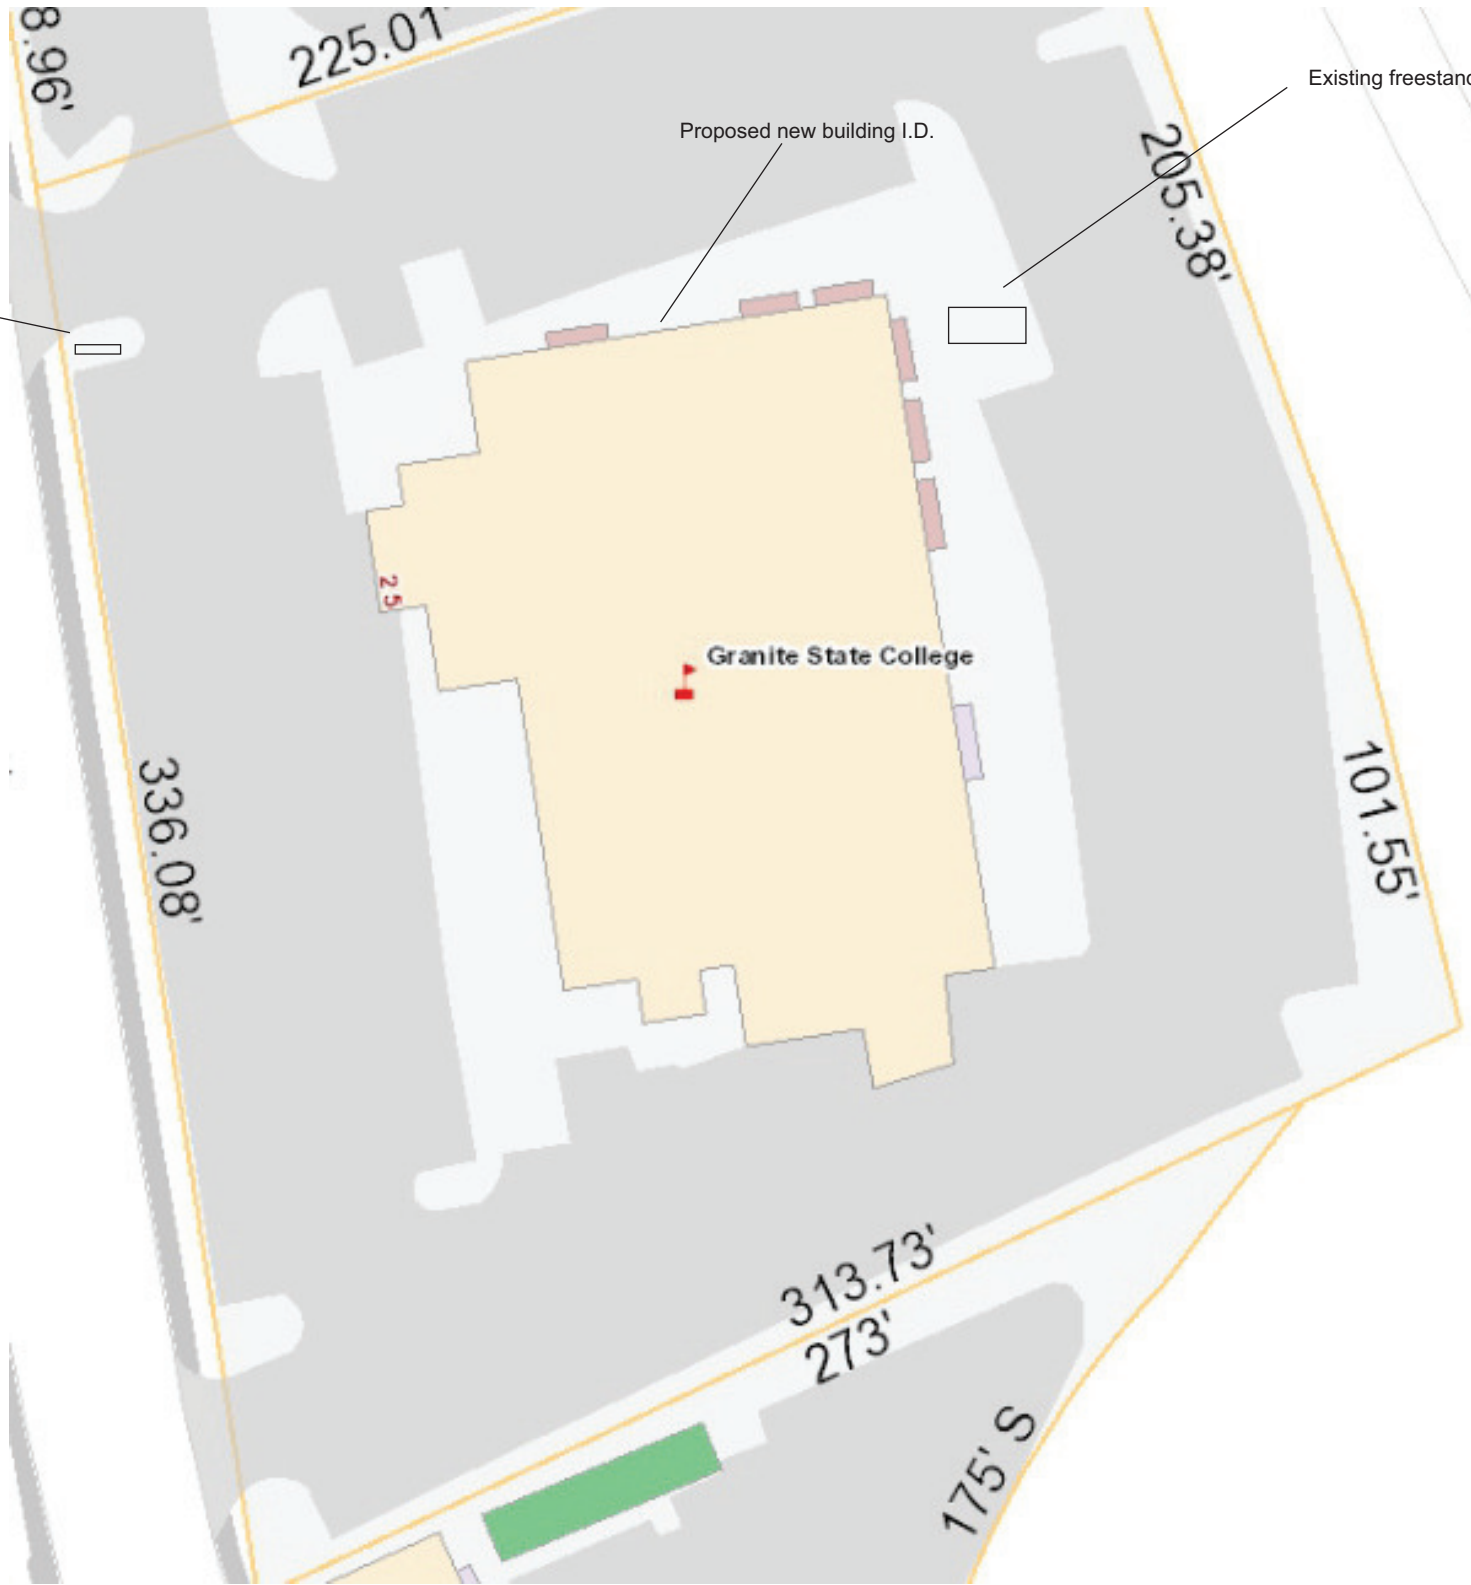 8.96'
225.01'
Existing freestand
Proposed new building I.D.
205.38'
25
Granite State College
336.08'
101.55'
313.73'
273'
175' S